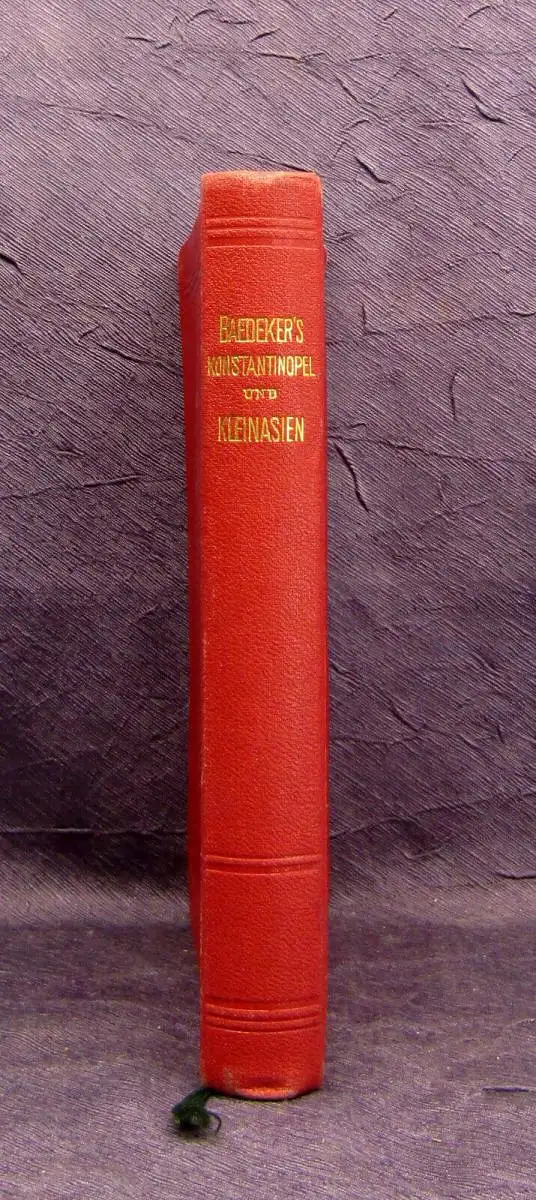 BAEDEKER'S
KONSTANTINOPEL
UND
KLEINASIEN